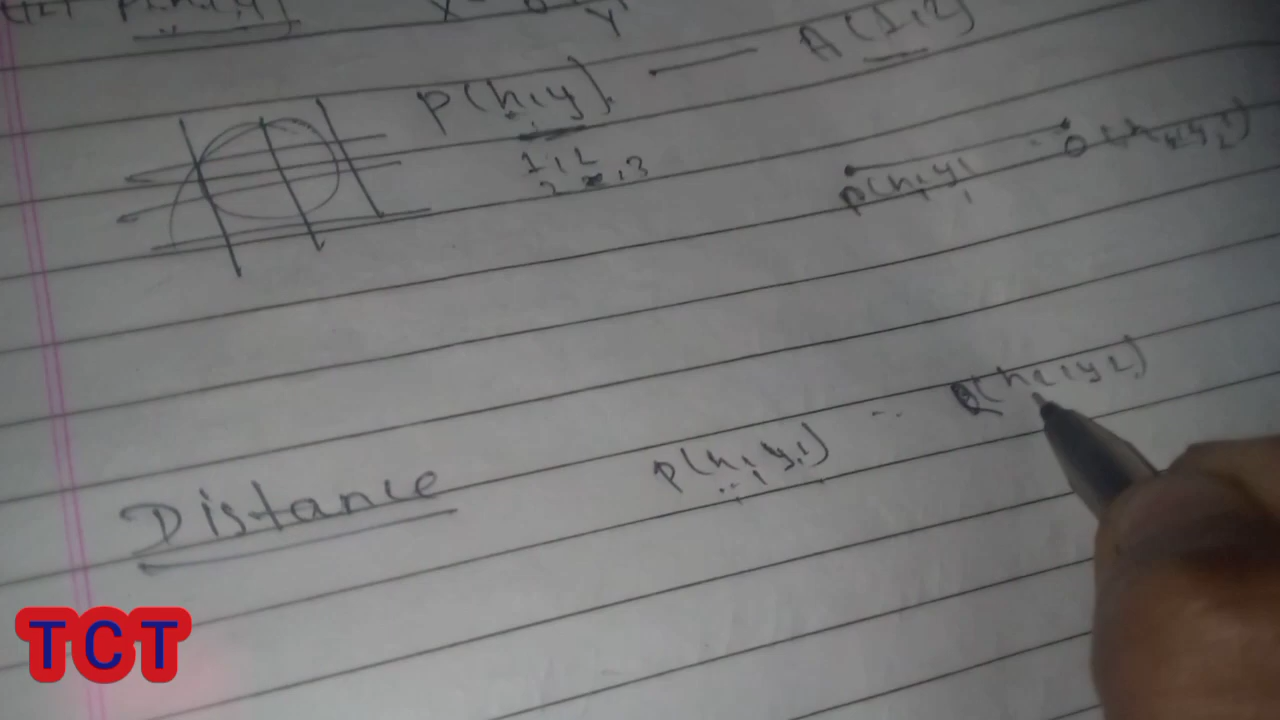 P(x,y) — A(1,2)
1,2
2,3
P(x1 y1
Q(x2,y2)
P(x1 y1)
Q(x2,y2)
Distance
TCT